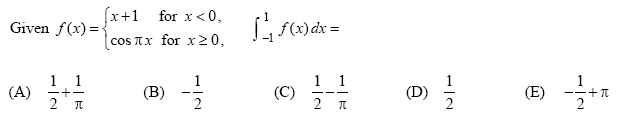 Given f(x) = { x+1 for x < 0, cos πx for x ≥ 0, ∫_{-1}^{1} f(x) dx =
(A) 1/2 + 1/π (B) -1/2 (C) 1/2 - 1/π (D) 1/2 (E) -1/2 + π